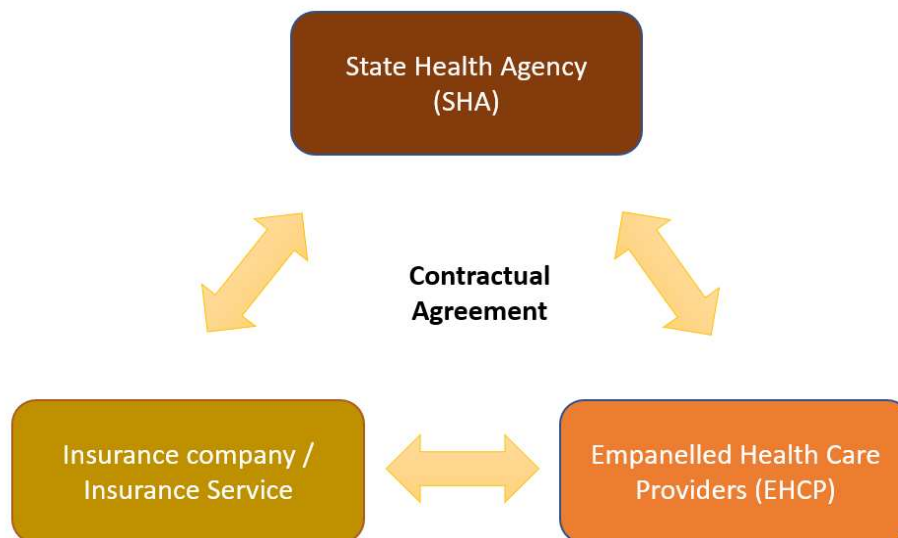 State Health Agency
(SHA)
Contractual
Agreement
Insurance company /
Insurance Service
Empanelled Health Care
Providers (EHCP)